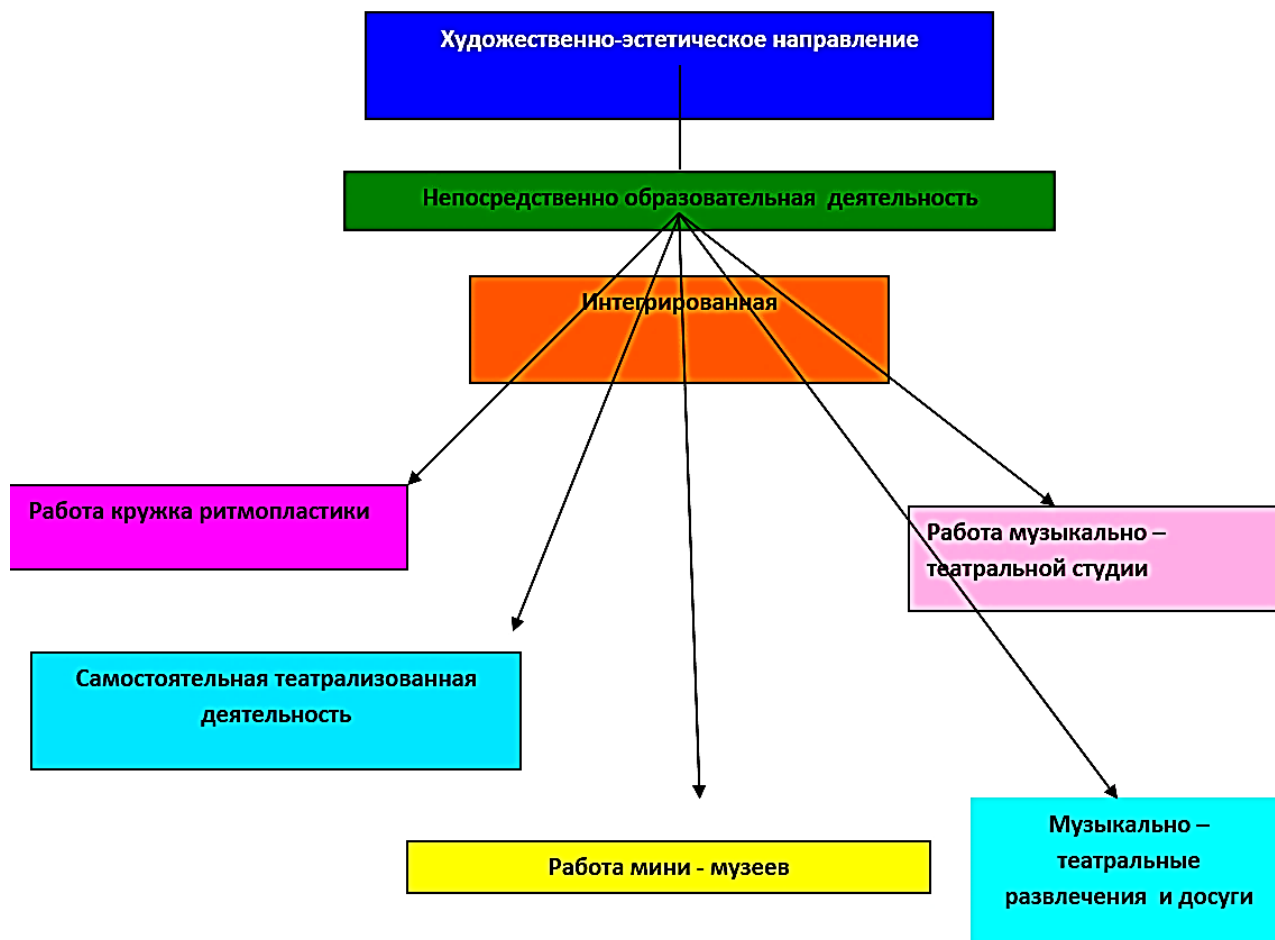 Художественно-эстетическое направление
Непосредственно образовательная  деятельность
Интегрированная
Работа кружка ритмопластики
Работа музыкально –
театральной студии
Самостоятельная театрализованная
деятельность
Работа мини - музеев
Музыкально –
театральные
развлечения  и досуги